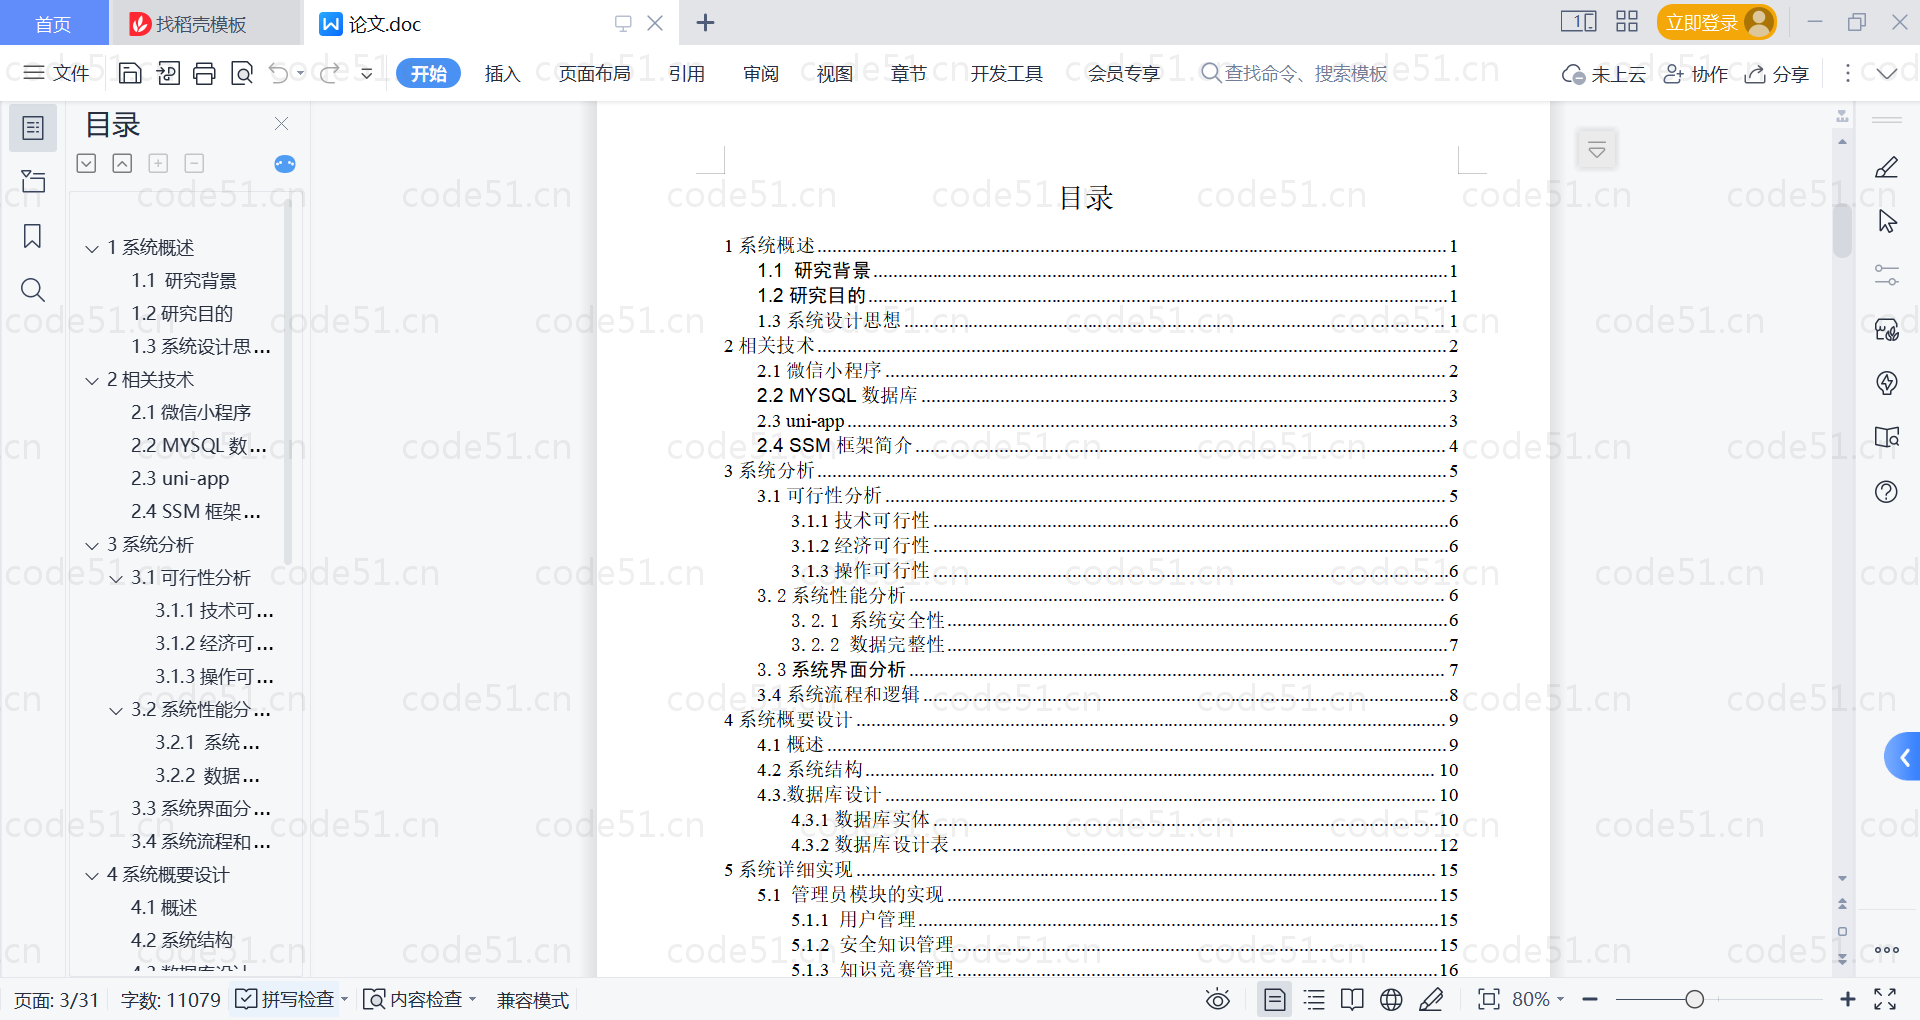 首页
找稻壳模板
论文.doc
立即登录
文件
开始
插入
页面布局
引用
审阅
视图
章节
开发工具
会员专享
查找命令、搜索模板
未上云
协作
分享
目录
1 系统概述
1.1 研究背景
1.2 研究目的
1.3 系统设计思...
2 相关技术
2.1 微信小程序
2.2 MYSQL 数...
2.3 uni-app
2.4 SSM 框架...
3 系统分析
3.1 可行性分析
3.1.1 技术可...
3.1.2 经济可...
3.1.3 操作可...
3.2 系统性能分...
3.2.1 系统...
3.2.2 数据...
3.3 系统界面分...
3.4 系统流程和...
4 系统概要设计
4.1 概述
4.2 系统结构
4.3 数据库设计
目录
1 系统概述 1
1.1 研究背景 1
1.2 研究目的 1
1.3 系统设计思想 1
2 相关技术 2
2.1 微信小程序 2
2.2 MYSQL 数据库 3
2.3 uni-app 3
2.4 SSM 框架简介 4
3 系统分析 5
3.1 可行性分析 5
3.1.1 技术可行性 6
3.1.2 经济可行性 6
3.1.3 操作可行性 6
3.2 系统性能分析 6
3.2.1 系统安全性 6
3.2.2 数据完整性 7
3.3 系统界面分析 7
3.4 系统流程和逻辑 8
4 系统概要设计 9
4.1 概述 9
4.2 系统结构 10
4.3.数据库设计 10
4.3.1 数据库实体 10
4.3.2 数据库设计表 12
5 系统详细实现 15
5.1 管理员模块的实现 15
5.1.1 用户管理 15
5.1.2 安全知识管理 15
5.1.3 知识竞赛管理 16
页面: 3/31
字数: 11079
拼写检查
内容检查
兼容模式
80%
code51.cn